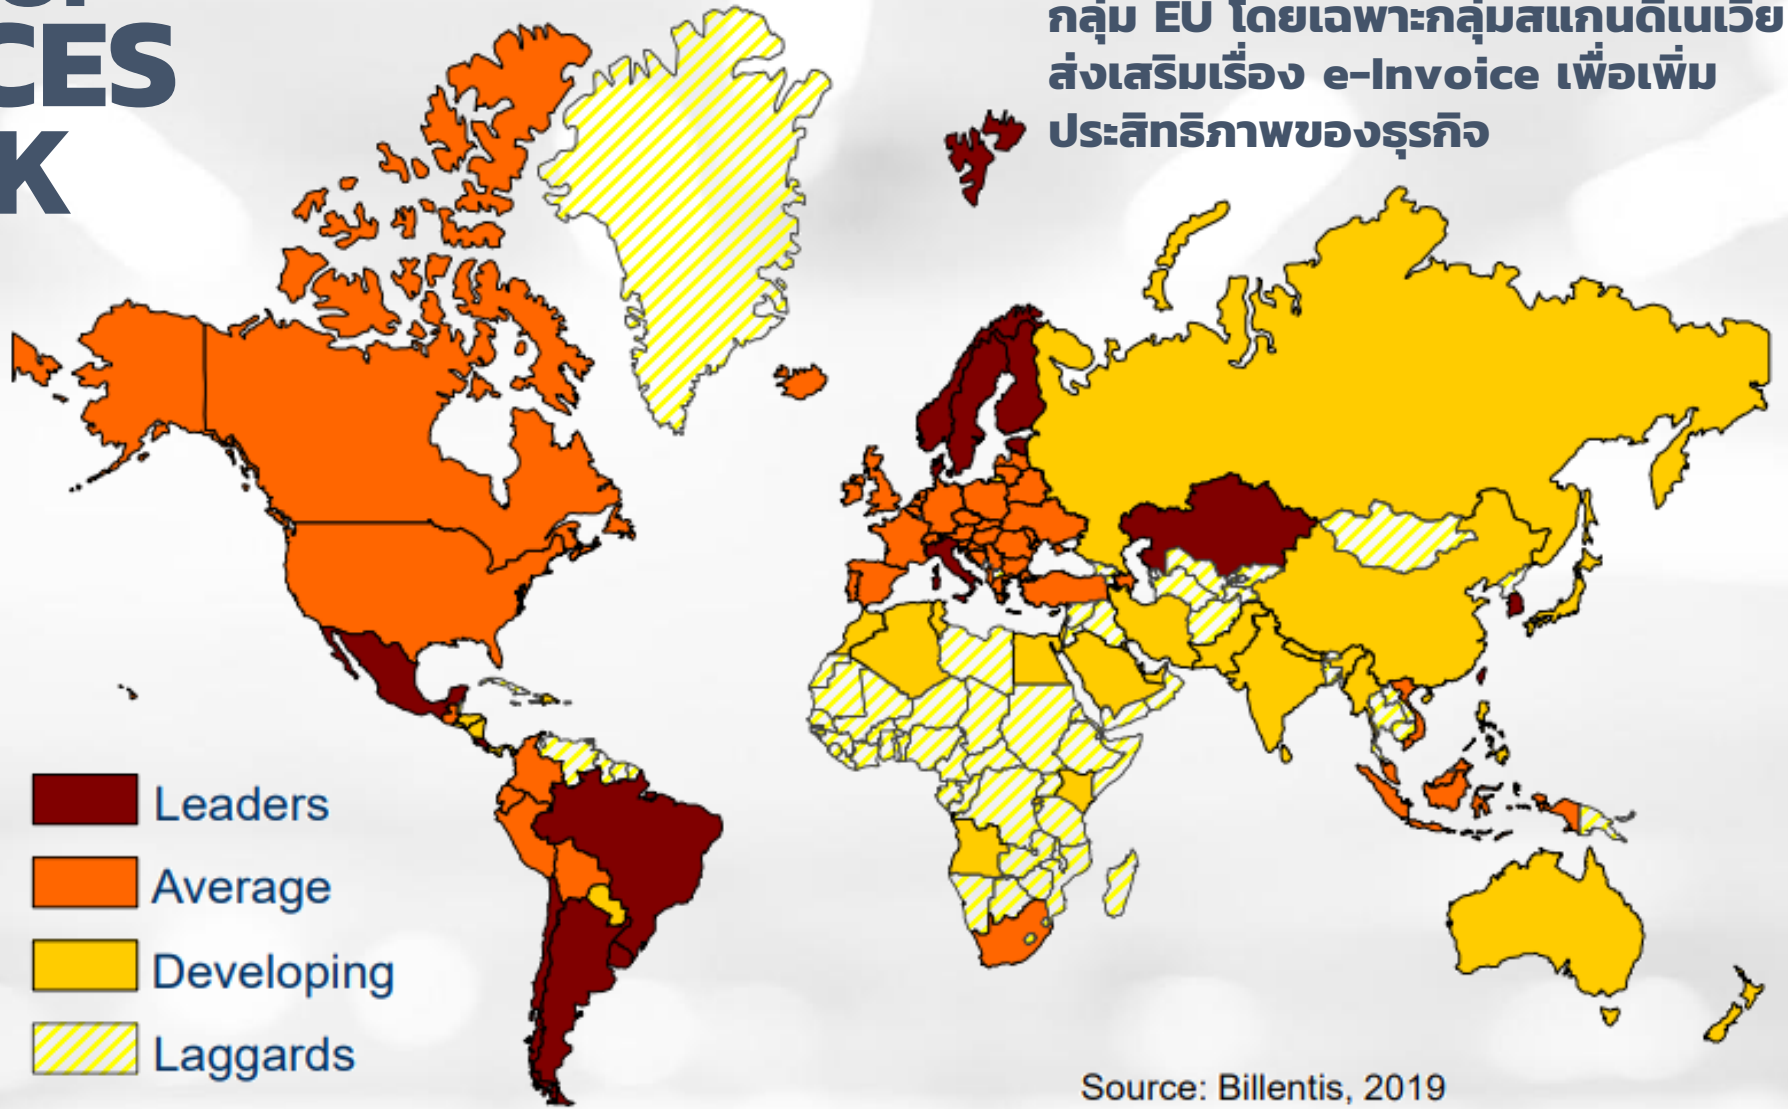 CES
K
กลุ่ม EU โดยเฉพาะกลุ่มสแกนดิเนเวีย
ส่งเสริมเรื่อง e-Invoice เพื่อเพิ่ม
ประสิทธิภาพของธุรกิจ
Leaders
Average
Developing
Laggards
Source: Billentis, 2019